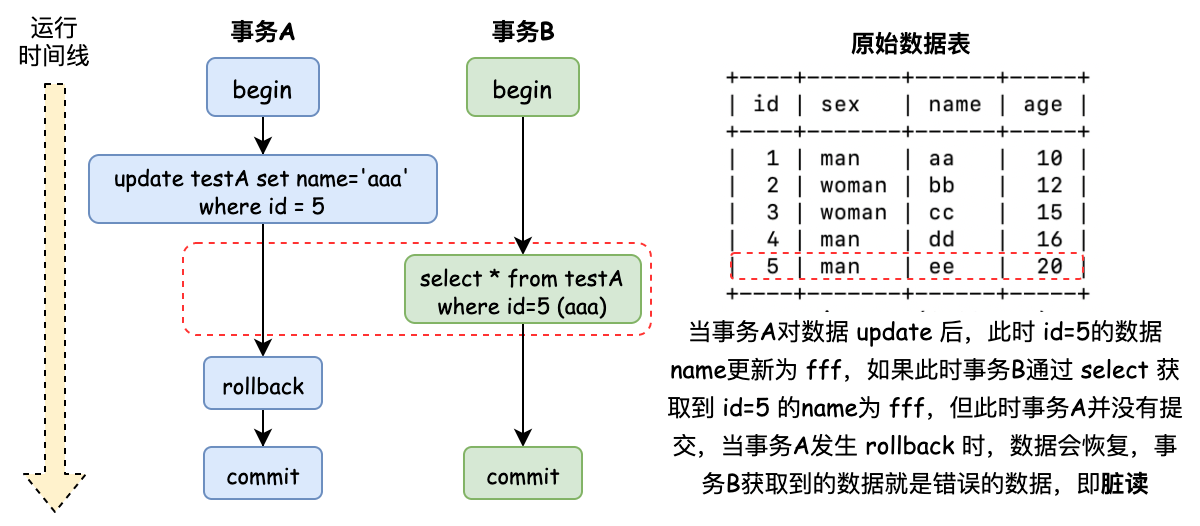 运行
时间线
事务A
begin
update testA set name='aaa'
where id = 5
rollback
commit
事务B
begin
select * from testA
where id=5 (aaa)
commit
原始数据表
+----+-------+------+-----+
| id | sex | name | age |
+----+-------+------+-----+
| 1 | man | aa | 10 |
| 2 | woman | bb | 12 |
| 3 | woman | cc | 15 |
| 4 | man | dd | 16 |
| 5 | man | ee | 20 |
+----+-------+------+-----+
当事务A对数据 update 后，此时 id=5的数据
name更新为 fff，如果此时事务B通过 select 获
取到 id=5 的name为 fff，但此时事务A并没有提
交，当事务A发生 rollback 时，数据会恢复，事
务B获取到的数据就是错误的数据，即脏读